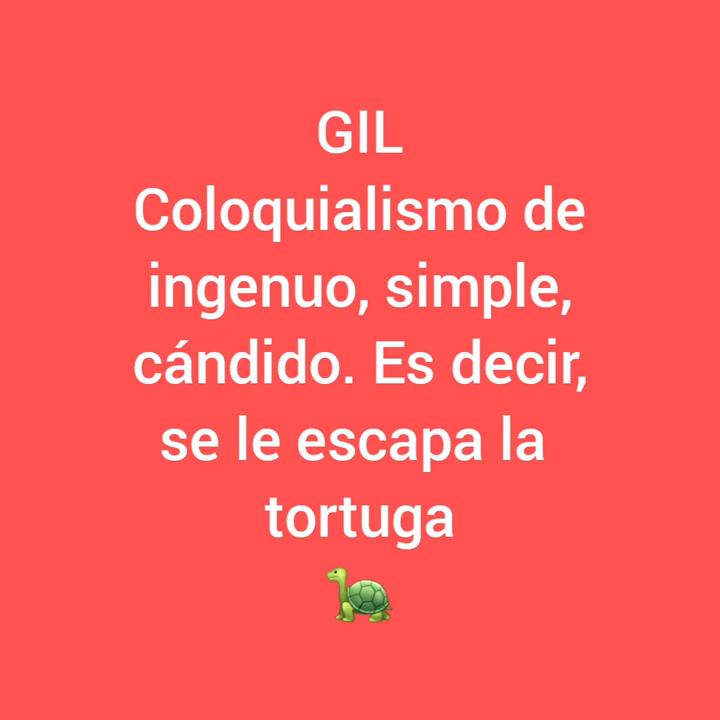 GIL
Coloquialismo de
ingenuo, simple,
cándido. Es decir,
se le escapa la
tortuga
🐢